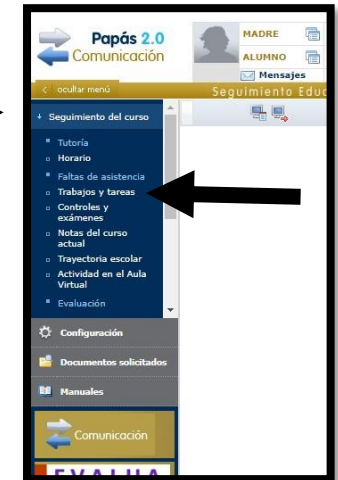 Papás 2.0
Comunicación
MADRE
ALUMNO
Mensajes
ocultar menú
Seguimiento Educ
Seguimiento del curso
Tutoría
Horario
Faltas de asistencia
Trabajos y tareas
Controles y
exámenes
Notas del curso
actual
Trayectoria escolar
Actividad en el Aula
Virtual
Evaluación
Configuración
Documentos solicitados
Manuales
Comunicación
EVALUA